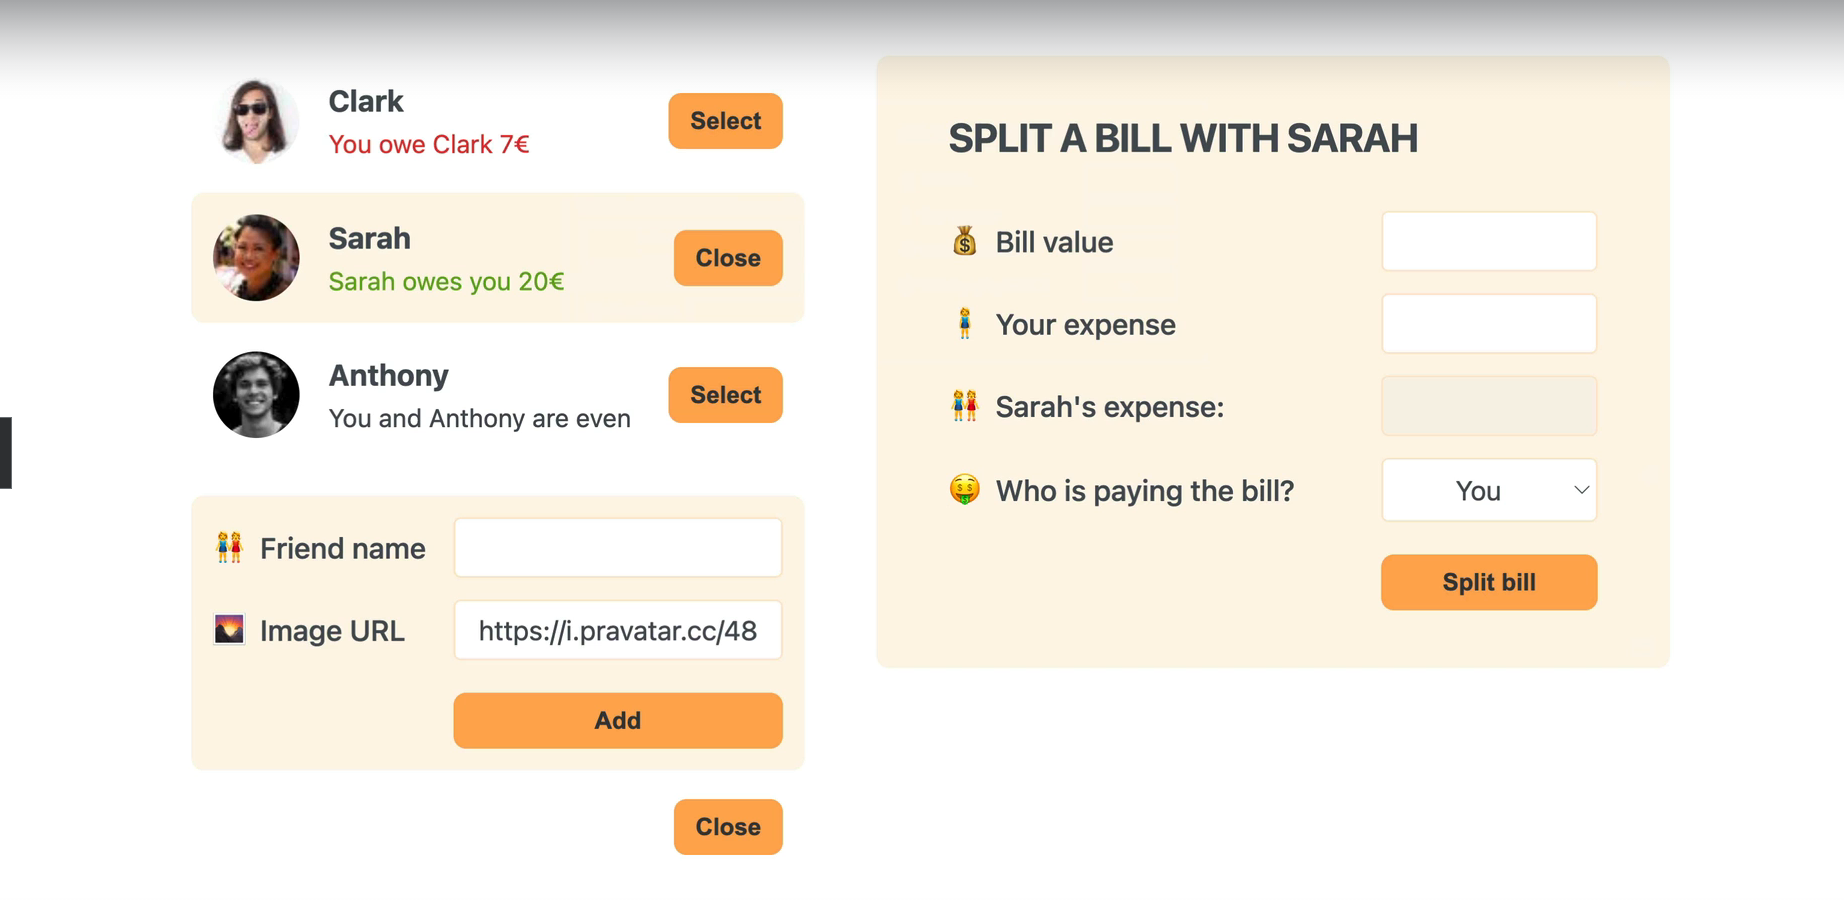 Clark
You owe Clark 7€
Select
Sarah
Sarah owes you 20€
Close
Anthony
You and Anthony are even
Select
Friend name
Image URL
https://i.pravatar.cc/48
Add
Close
SPLIT A BILL WITH SARAH
Bill value
Your expense
Sarah's expense:
Who is paying the bill?
You
Split bill